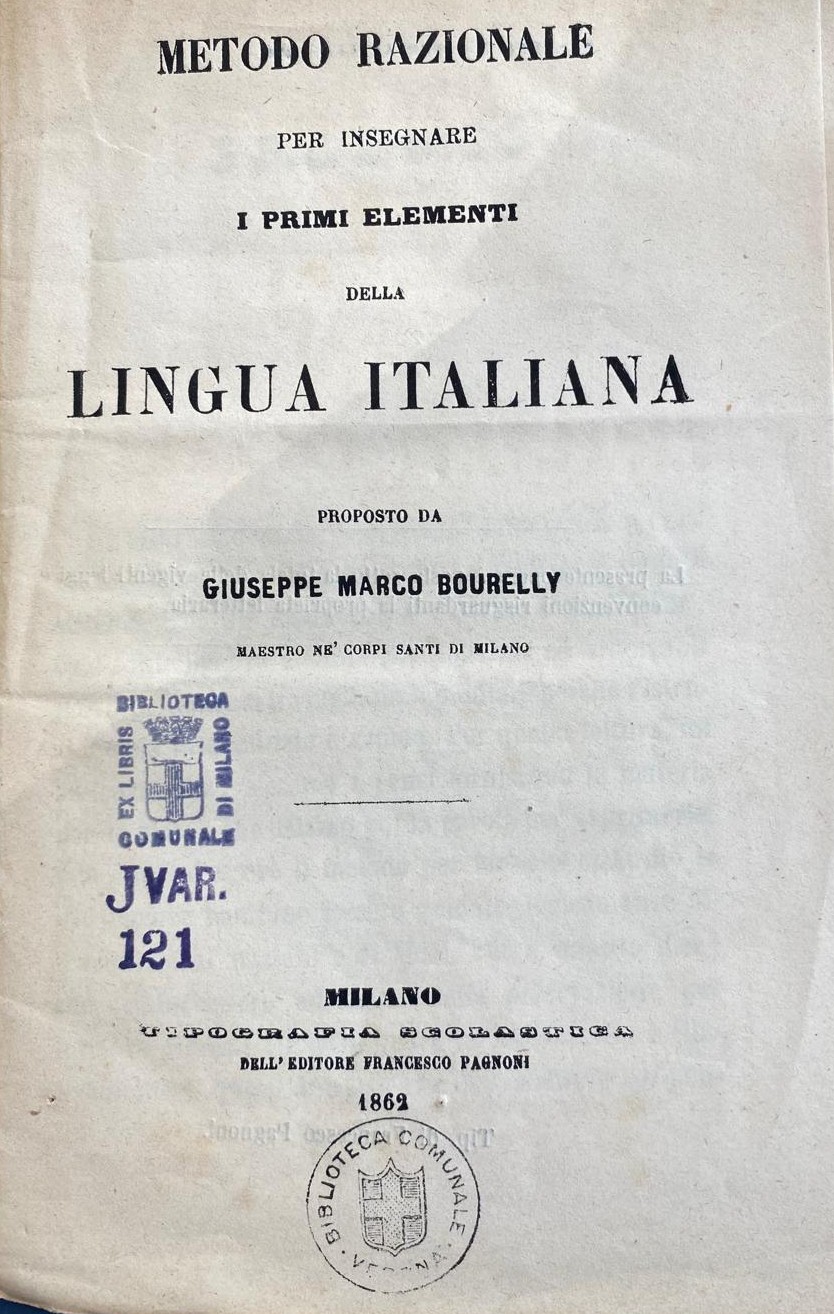 METODO RAZIONALE
PER INSEGNARE
I PRIMI ELEMENTI
DELLA
LINGUA ITALIANA
PROPOSTO DA
GIUSEPPE MARCO BOURELLY
MAESTRO NE' CORPI SANTI DI MILANO
EX LIBRIS
BIBLIOTECA
COMUNALE
DI MILANO
J VAR.
121
MILANO
TIPOGRAFIA SCOLASTICA
DELL' EDITORE FRANCESCO PAGNONI
1862
BIBLIOTECA COMUNALE